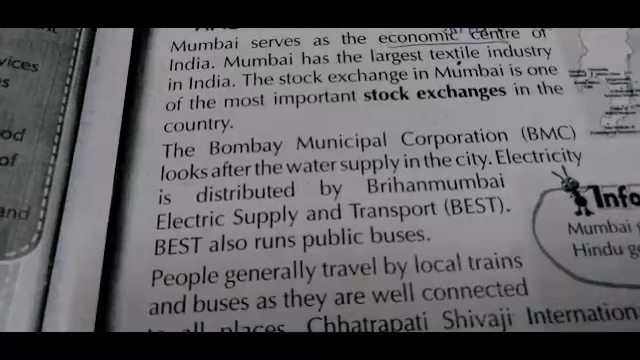 Mumbai serves as the economic centre of
India. Mumbai has the largest textile industry
in India. The stock exchange in Mumbai is one
of the most important stock exchanges in the
country.
The Bombay Municipal Corporation (BMC)
looks after the water supply in the city. Electricity
is distributed by Brihanmumbai
Electric Supply and Transport (BEST).
BEST also runs public buses.
People generally travel by local trains
and buses as they are well connected
to all places. Chhatrapati Shivaji Internation
vices
od
of
and
Info
Mumbai
Hindu g